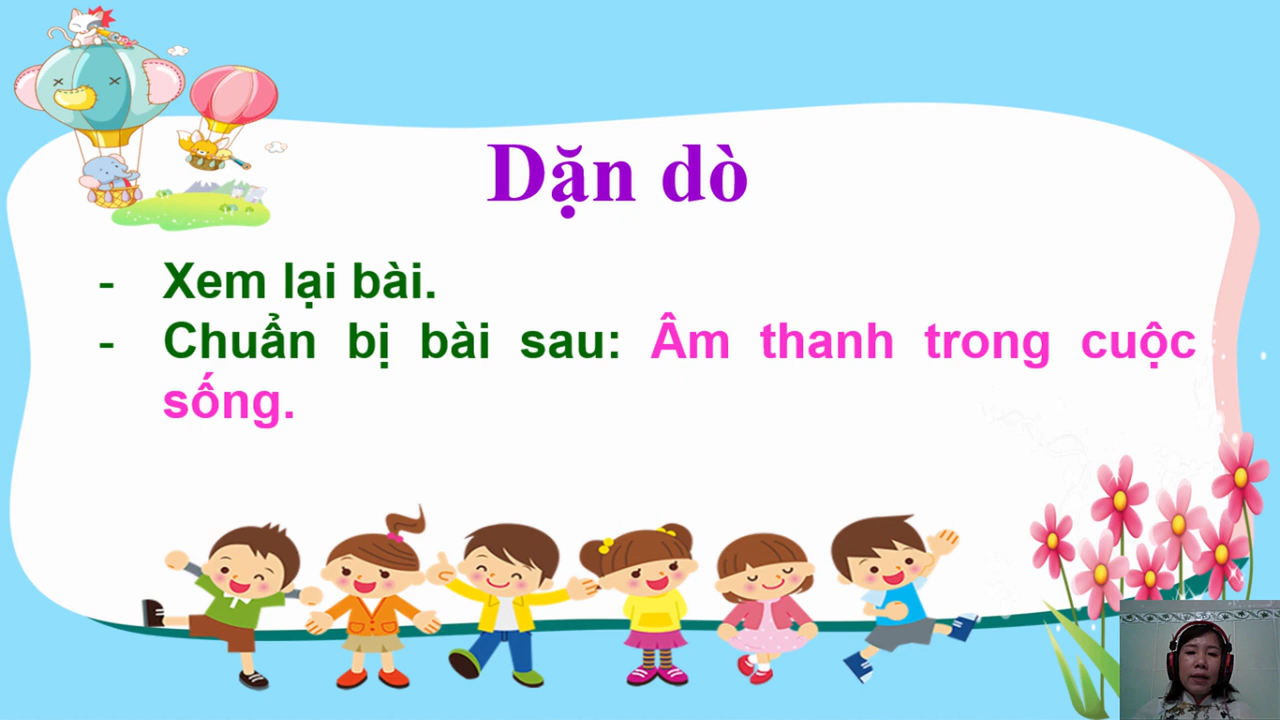 Dặn dò
- Xem lại bài.
- Chuẩn bị bài sau: Âm thanh trong cuộc
sống.